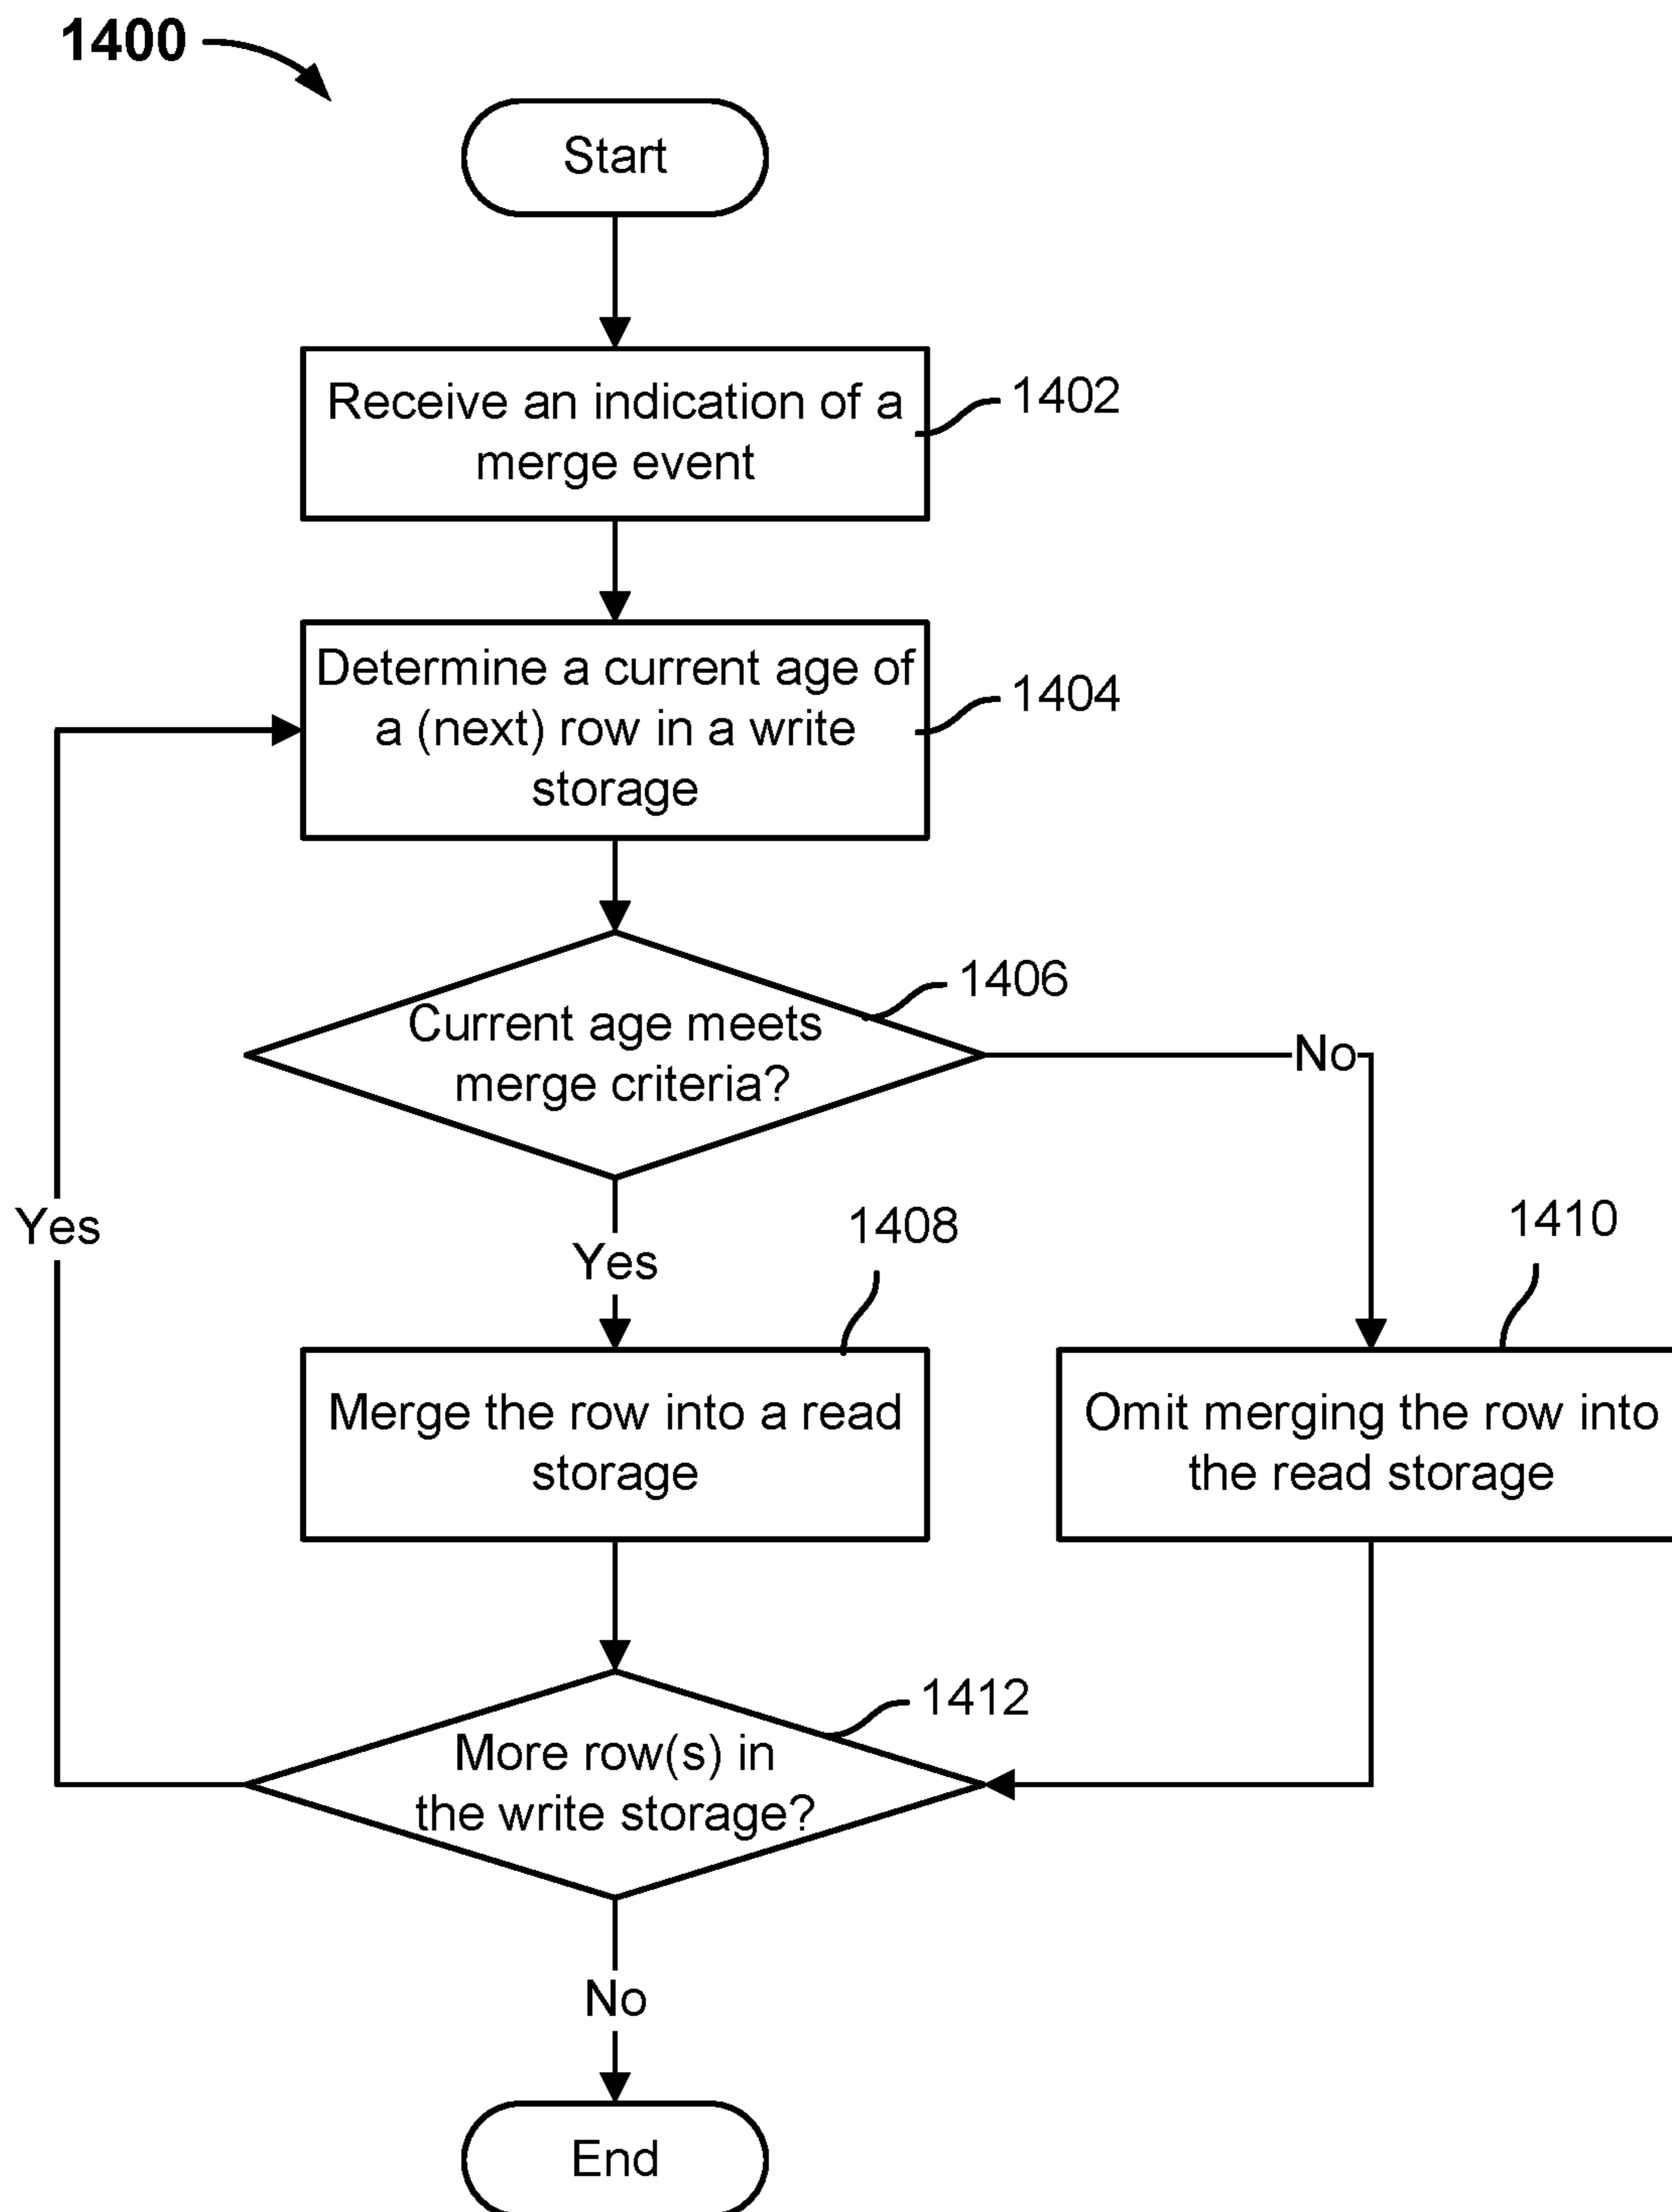 1400
Start
Receive an indication of a
merge event
1402
Determine a current age of
a (next) row in a write
storage
1404
1406
Current age meets
merge criteria?
No
Yes
Yes
1408
1410
Merge the row into a read
storage
Omit merging the row into
the read storage
1412
More row(s) in
the write storage?
No
End